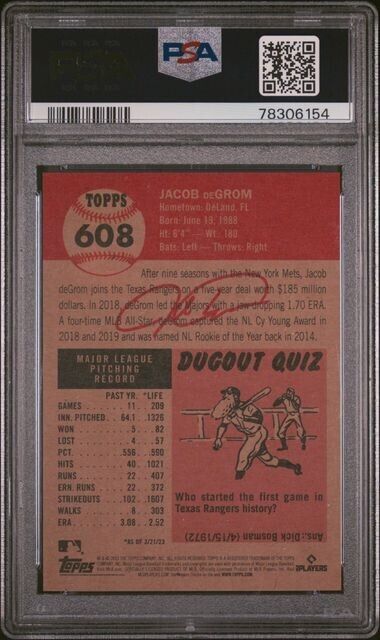 PSA
78306154
TOPPS
608
JACOB deGROM
Hometown: DeLand, FL
Born: June 19, 1988
Ht: 6'4" — Wt: 180
Bats: Left — Throws: Right
After nine seasons with the New York Mets, Jacob
deGrom joins the Texas Rangers on a five-year deal worth $185 million
dollars. In 2018, deGrom led the Majors with a jaw dropping 1.70 ERA.
A four-time MLB All-Star, deGrom captured the NL Cy Young Award in
2018 and 2019 and was named NL Rookie of the Year back in 2014.
MAJOR LEAGUE
PITCHING
RECORD
PAST YR. *LIFE
GAMES 11 209
INN. PITCHED 64.1 1326
WON 5 82
LOST 4 57
PCT. .556 .590
HITS 40 1021
RUNS 22 407
ERN. RUNS 22 372
STRIKEOUTS 102 1607
WALKS 8 303
ERA 3.08 2.52
*AS OF 3/21/23
DUGOUT QUIZ
Who started the first game in
Texas Rangers history?
Ans.: Dick Bosman (4/15/1972)
Topps
PLAYERS